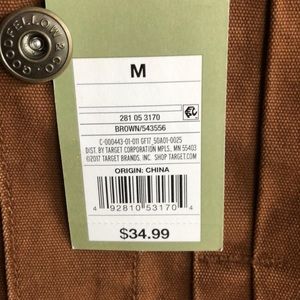 GOODFELLOW & CO.
M
281 05 3170
BROWN/543556
C-000443-01-011 GF17_50A01-0025
DIST. BY TARGET CORPORATION MPLS, MN 55403
©2017 TARGET BRANDS, INC. SHOP TARGET.COM
ORIGIN: CHINA
4 92810 53170 4
$34.99